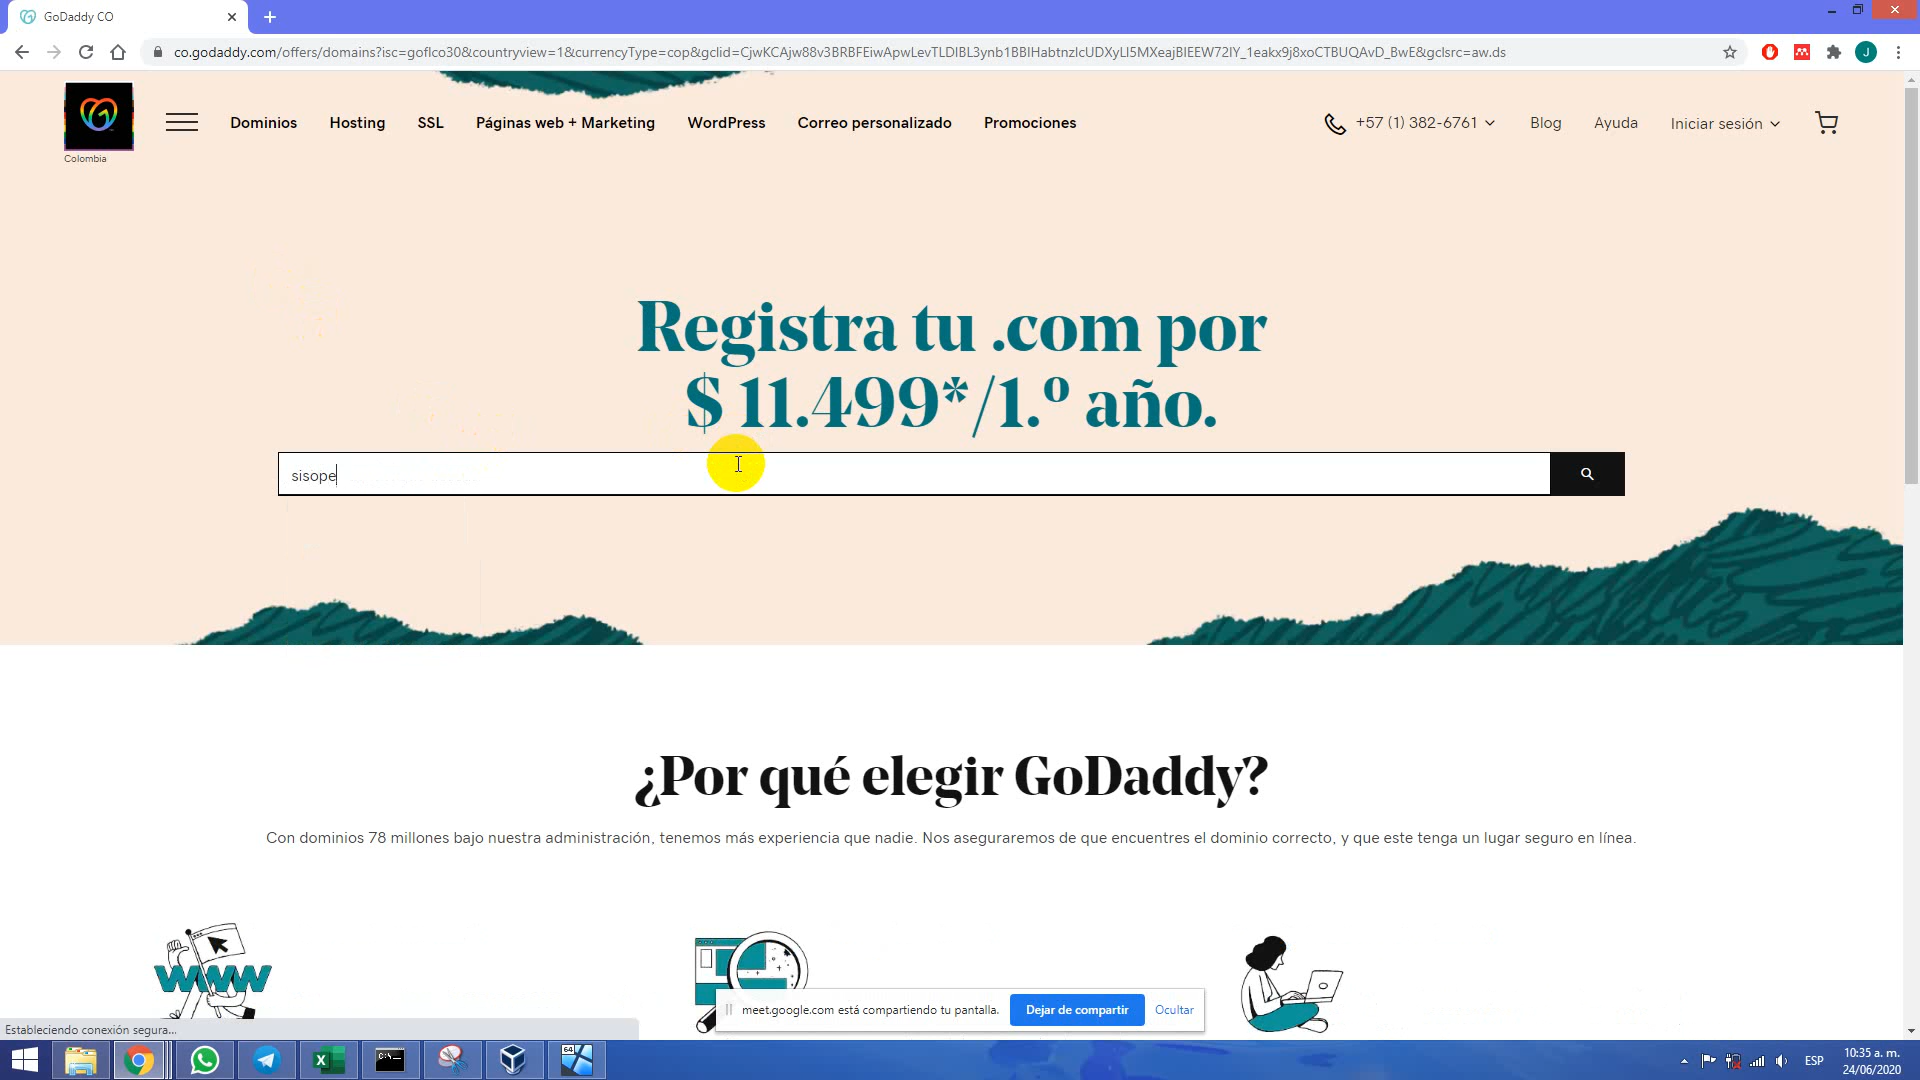 GoDaddy CO
co.godaddy.com/offers/domains?isc=goflco30&countryview=1&currencyType=cop&gclid=CjwKCAjw88v3BRBFEiwApwLevTLDIBL3ynb1BBIHabtnzIcUDXyLI5MXeajBIEEW72IY_1eakx9j8xoCTBUQAvD_BwE&gclsrc=aw.ds
J
Colombia
Dominios
Hosting
SSL
Páginas web + Marketing
WordPress
Correo personalizado
Promociones
+57 (1) 382-6761
Blog
Ayuda
Iniciar sesión
Registra tu .com por
$ 11.499*/1.º año.
sisope
¿Por qué elegir GoDaddy?
Con dominios 78 millones bajo nuestra administración, tenemos más experiencia que nadie. Nos aseguraremos de que encuentres el dominio correcto, y que este tenga un lugar seguro en línea.
WWW
meet.google.com está compartiendo tu pantalla.
Dejar de compartir
Ocultar
Estableciendo conexión segura...
C:\_
64
ESP
10:35 a. m.
24/06/2020